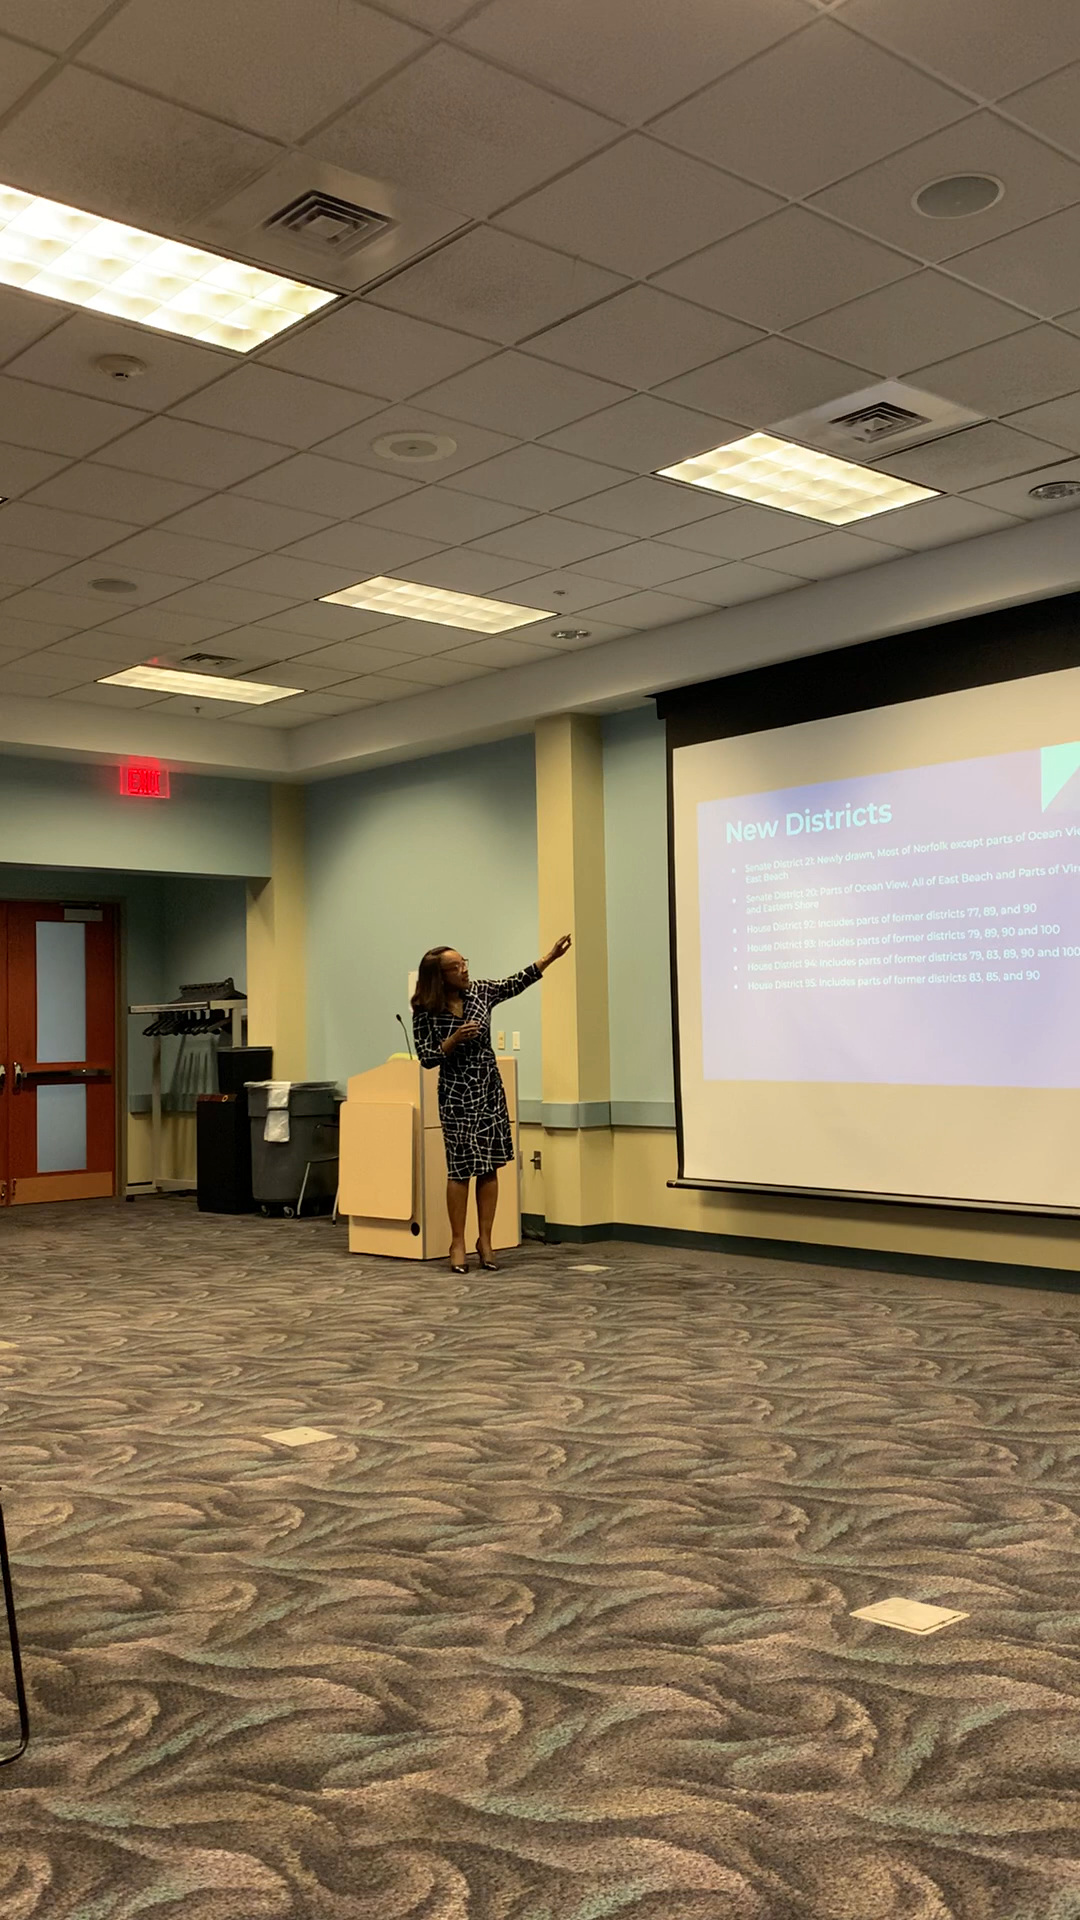 EXIT
New Districts
Senate District 21: Newly drawn, Most of Norfolk except parts of Ocean
East Beach
Senate District 20: Parts of Ocean View, All of East Beach and Parts of
and Eastern Shore
House District 92: Includes parts of former districts 77, 89, and 90
House District 93: Includes parts of former districts 79, 89, 90 and 100
House District 94: Includes parts of former districts 79, 83, 89, 90 and 100
House District 95: Includes parts of former districts 83, 85, and 90